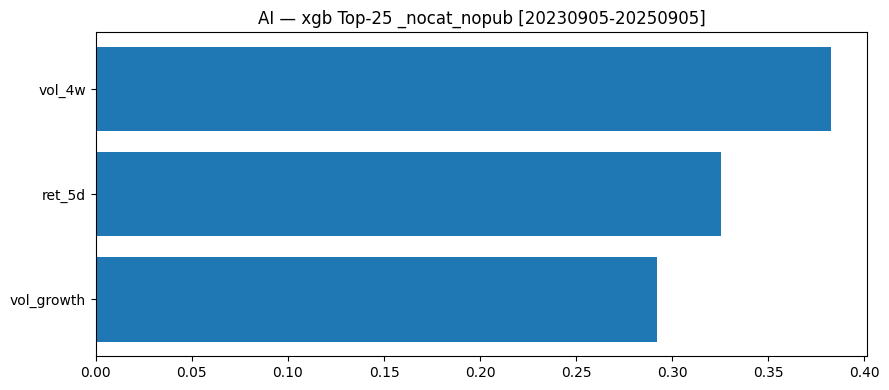 AI — xgb Top-25 _nocat_nopub [20230905-20250905]
vol_4w
ret_5d
vol_growth
0.00 0.05 0.10 0.15 0.20 0.25 0.30 0.35 0.40